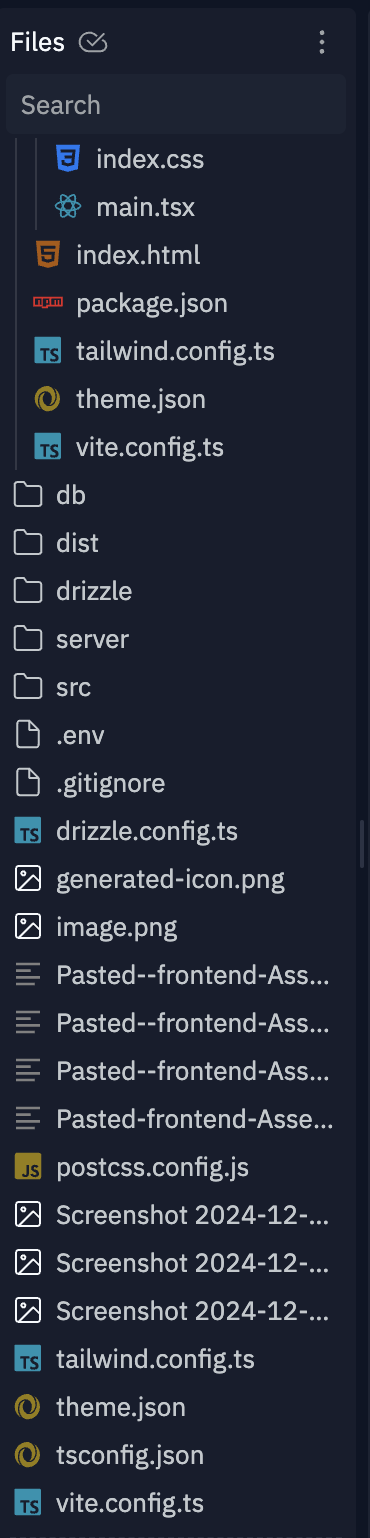 Files
Search
index.css
main.tsx
index.html
package.json
tailwind.config.ts
theme.json
vite.config.ts
db
dist
drizzle
server
src
.env
.gitignore
drizzle.config.ts
generated-icon.png
image.png
Pasted--frontend-Ass...
Pasted--frontend-Ass...
Pasted--frontend-Ass...
Pasted-frontend-Asse...
postcss.config.js
Screenshot 2024-12-...
Screenshot 2024-12-...
Screenshot 2024-12-...
tailwind.config.ts
theme.json
tsconfig.json
vite.config.ts